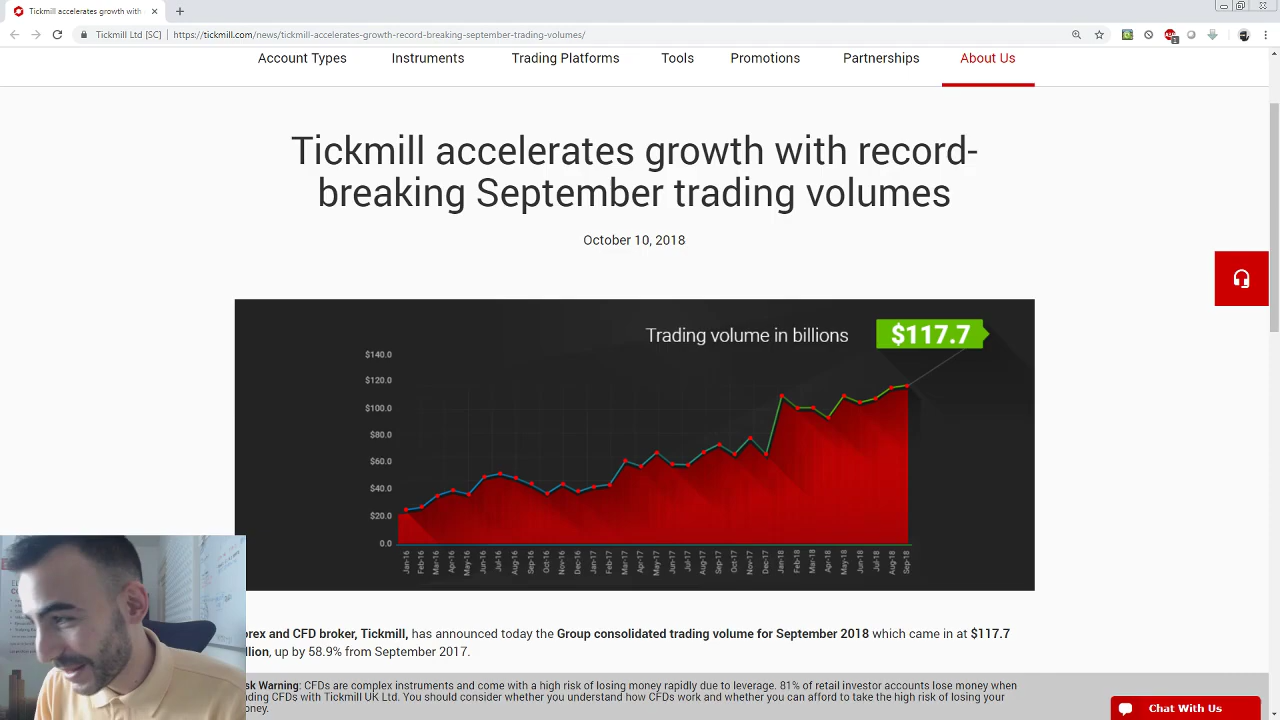 Tickmill accelerates growth with
Tickmill Ltd [SC]
https://tickmill.com/news/tickmill-accelerates-growth-record-breaking-september-trading-volumes/
Account Types
Instruments
Trading Platforms
Tools
Promotions
Partnerships
About Us
Tickmill accelerates growth with record-
breaking September trading volumes
October 10, 2018
Trading volume in billions
$117.7
$140.0
$120.0
$100.0
$80.0
$60.0
$40.0
$20.0
0.0
Jan-16
Feb-16
Mar-16
Apr-16
May-16
Jun-16
Jul-16
Aug-16
Sep-16
Oct-16
Nov-16
Dec-16
Jan-17
Feb-17
Mar-17
Apr-17
May-17
Jun-17
Jul-17
Aug-17
Sep-17
Oct-17
Nov-17
Dec-17
Jan-18
Feb-18
Mar-18
Apr-18
May-18
Jun-18
Jul-18
Aug-18
Sep-18
orex and CFD broker, Tickmill, has announced today the Group consolidated trading volume for September 2018 which came in at $117.7
llion, up by 58.9% from September 2017.
sk Warning: CFDs are complex instruments and come with a high risk of losing money rapidly due to leverage. 81% of retail investor accounts lose money when
ding CFDs with Tickmill UK Ltd. You should consider whether you understand how CFDs work and whether you can afford to take the high risk of losing your
oney.
Chat With Us